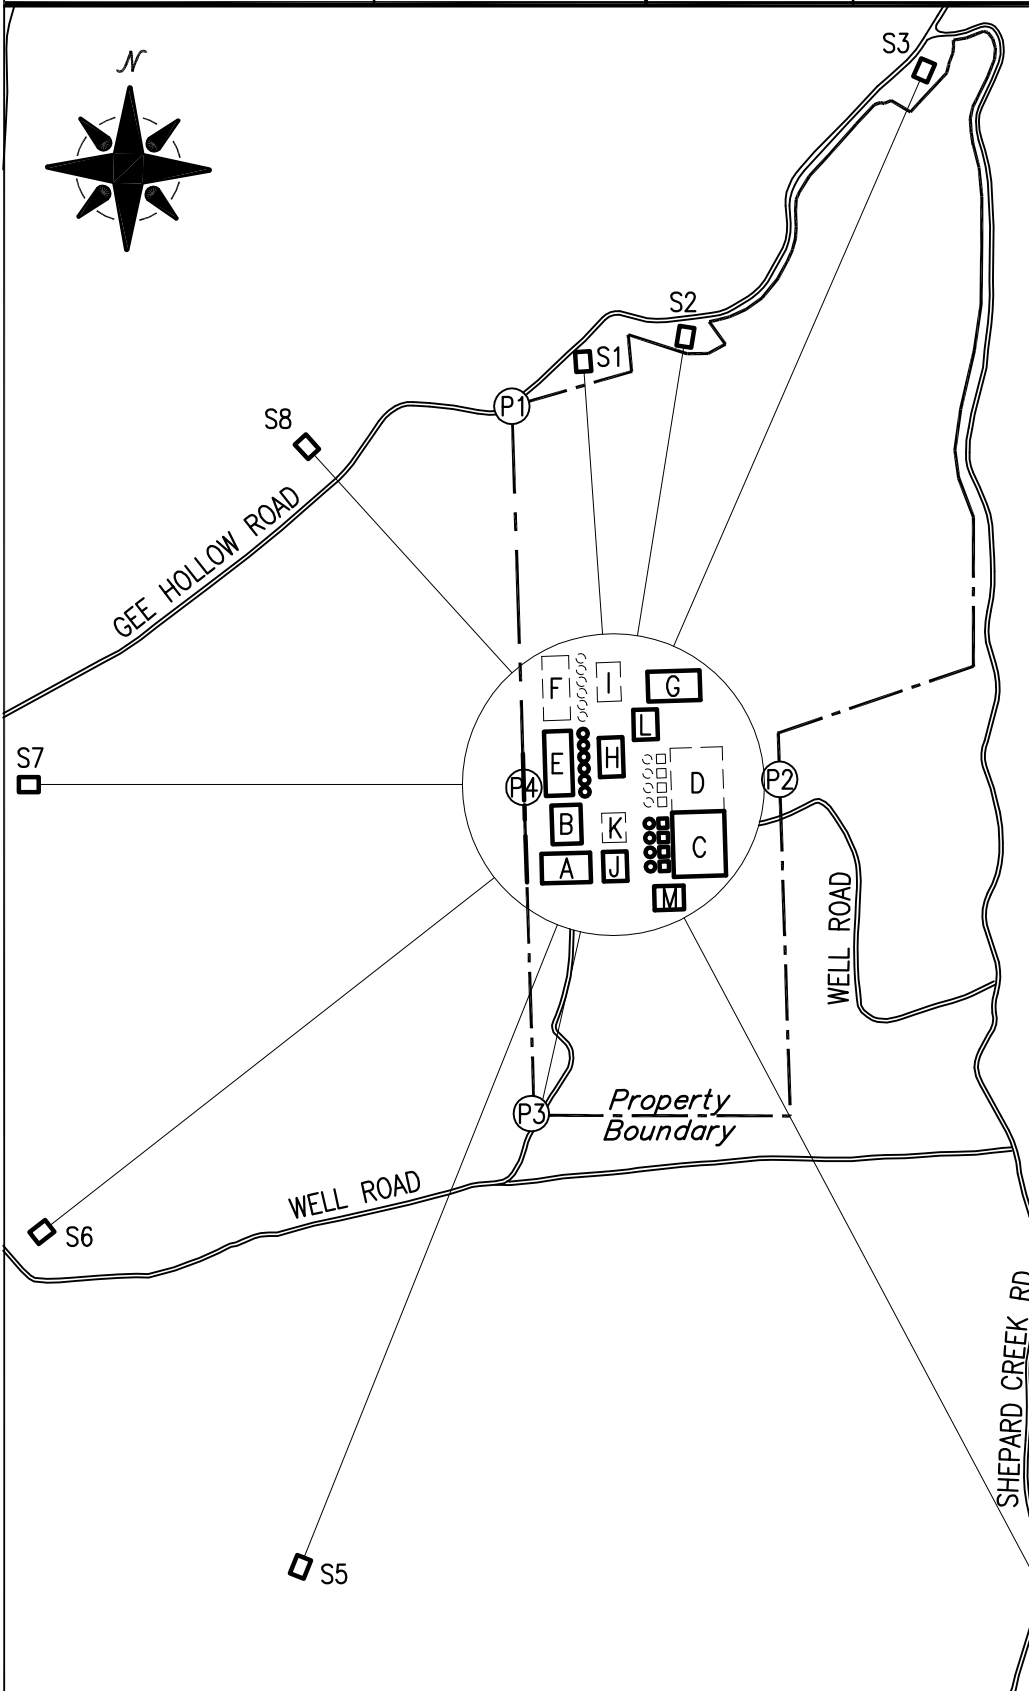 N
S3
S2
S1
P1
S8
GEE HOLLOW ROAD
F
I
G
L
S7
E
H
P4
D
P2
B
K
C
A
J
M
WELL ROAD
P3
Property
Boundary
WELL ROAD
S6
SHEPARD CREEK RD
S5